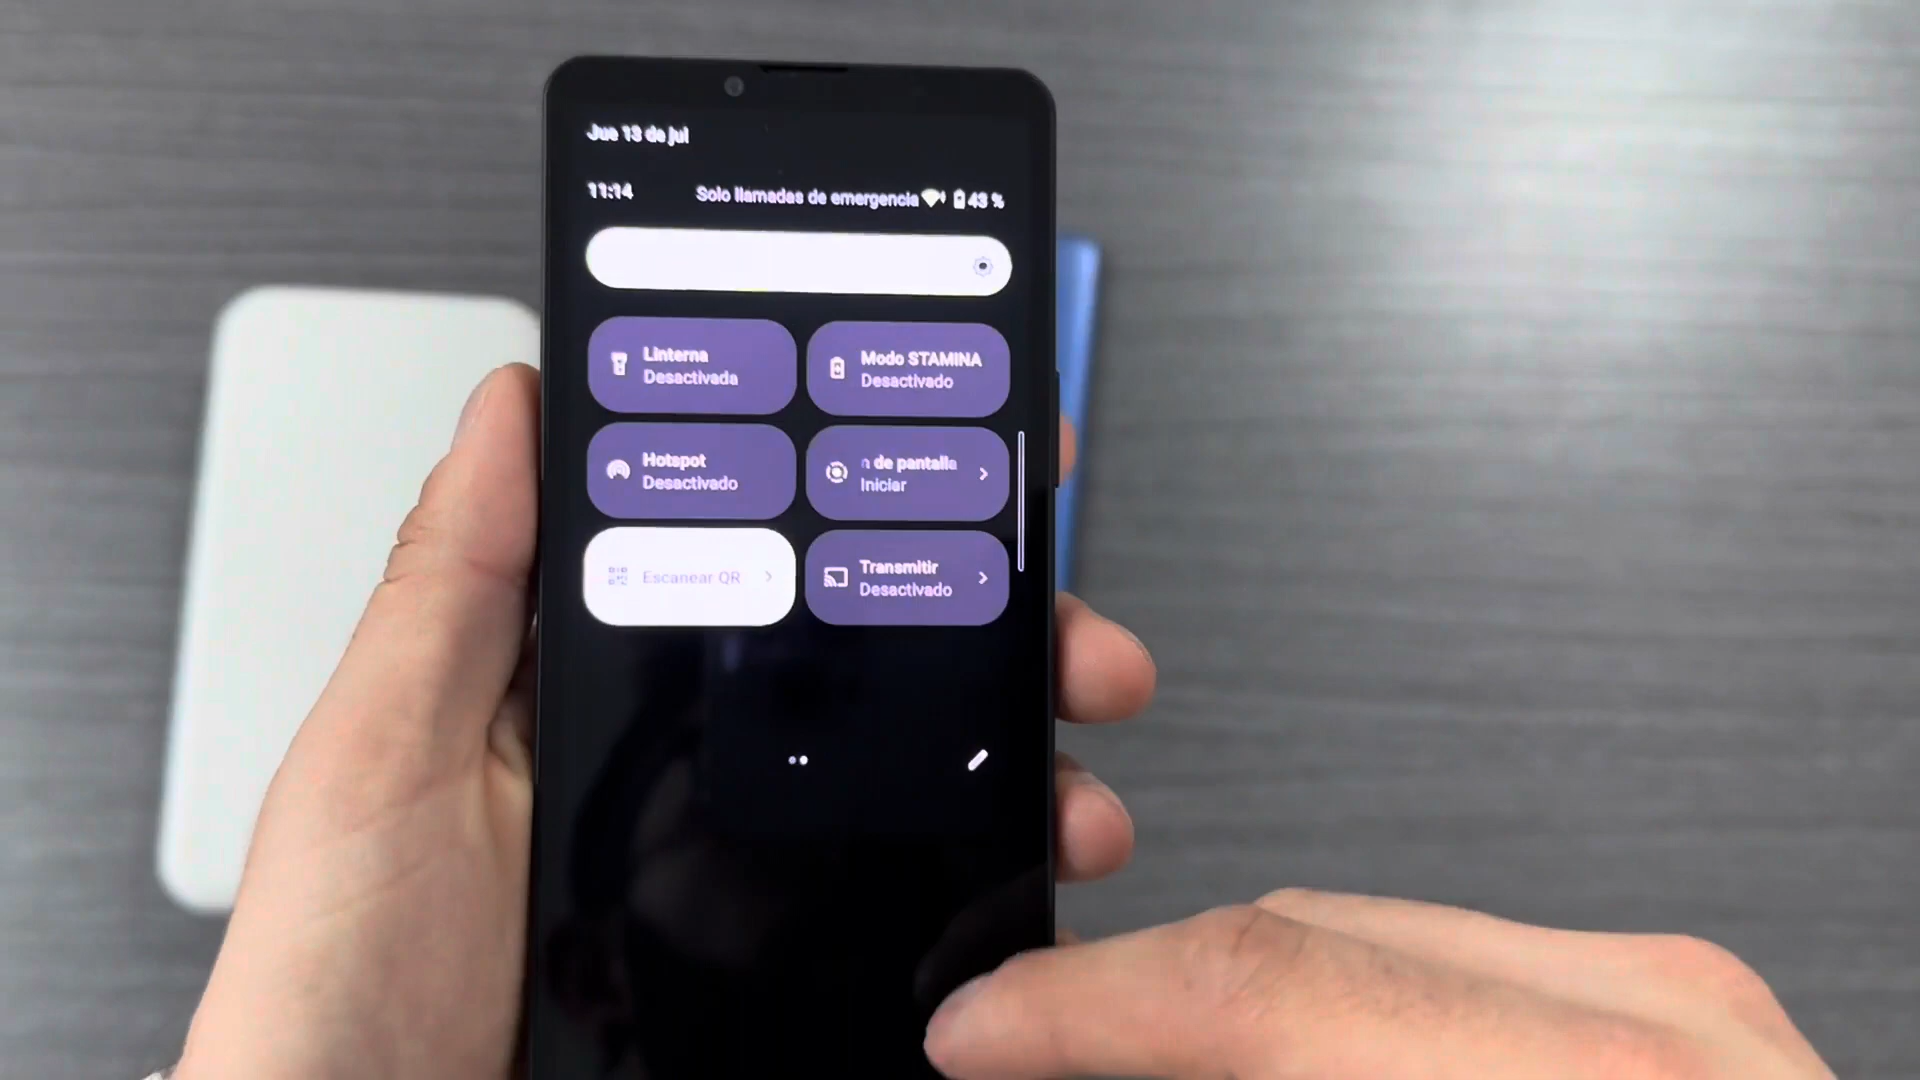 Jue 13 de jul
11:14 Solo llamadas de emergencia 43 %
Linterna
Desactivada
Modo STAMINA
Desactivado
Hotspot
Desactivado
n de pantalla
Iniciar
Escanear QR
Transmitir
Desactivado